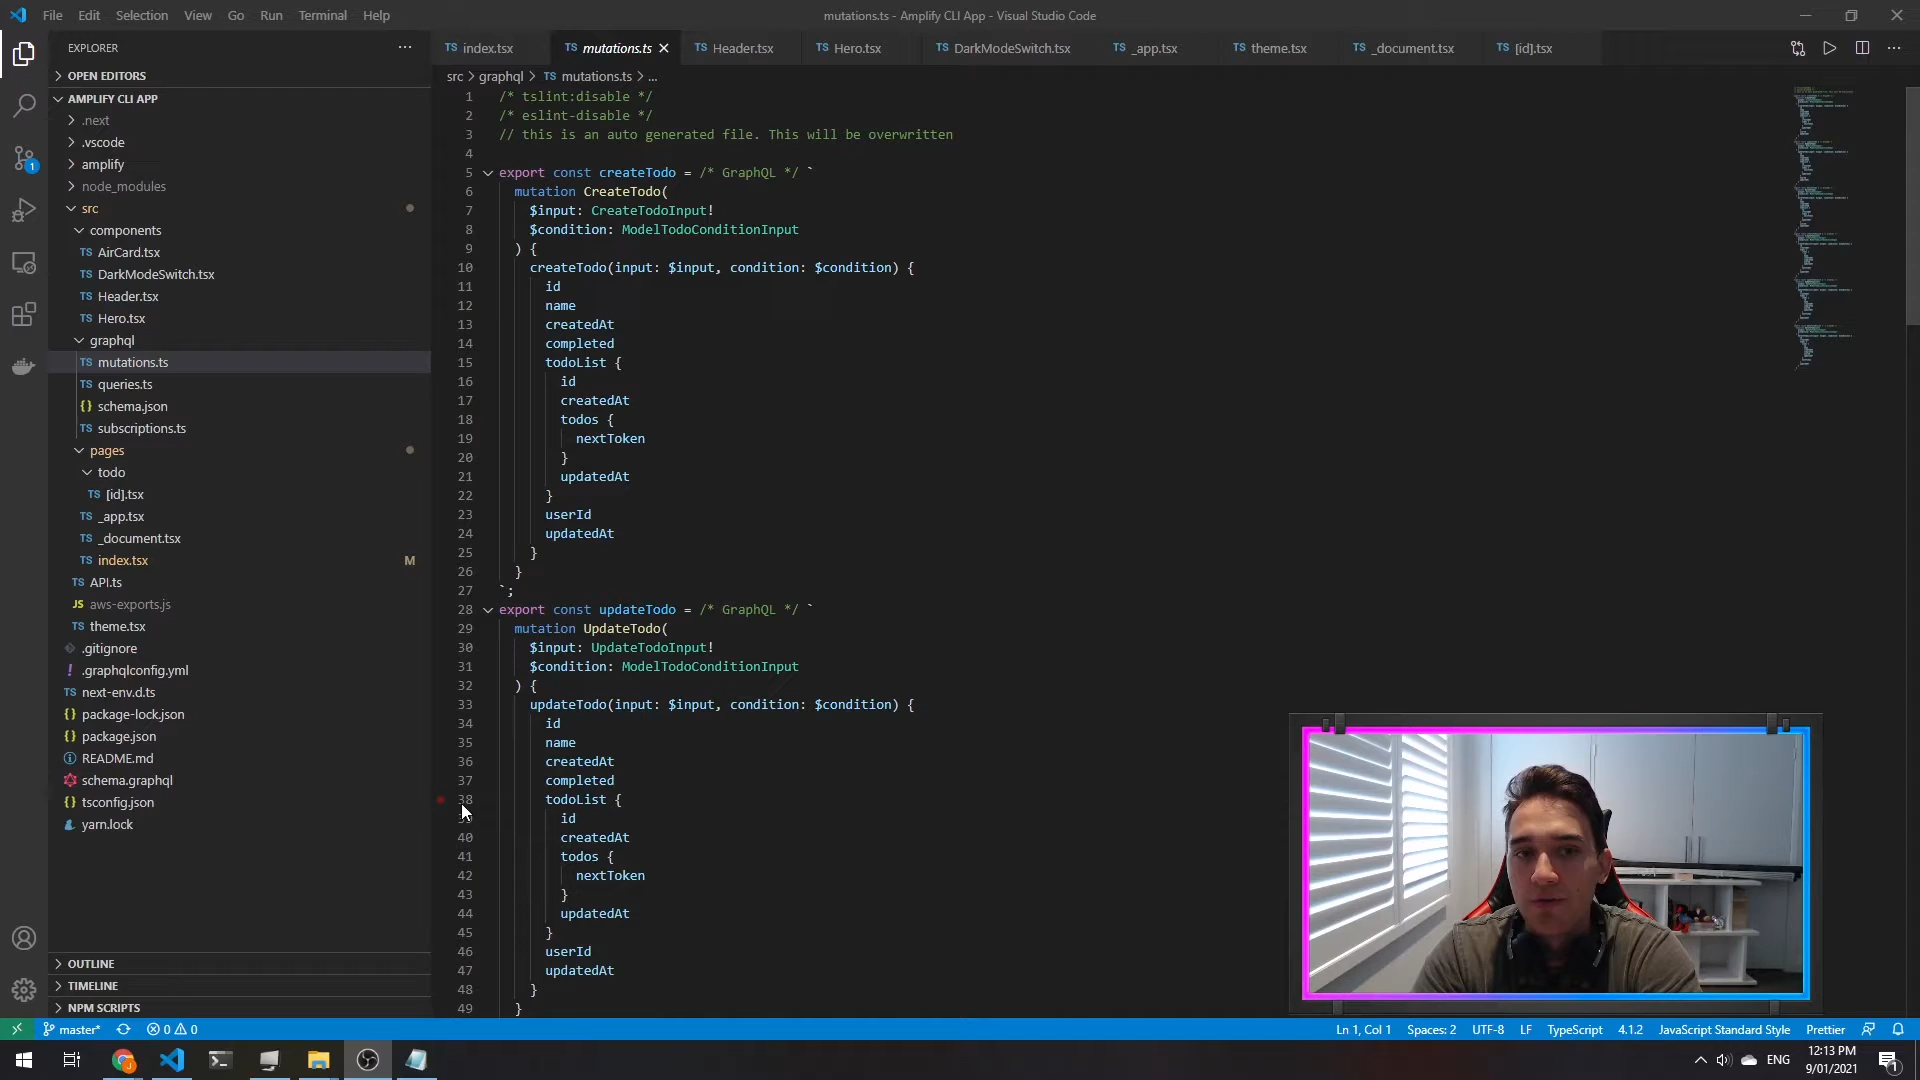 File Edit Selection View Go Run Terminal Help
mutations.ts - Amplify CLI App - Visual Studio Code
EXPLORER
OPEN EDITORS
AMPLIFY CLI APP
.next
.vscode
amplify
node_modules
src
components
TS AirCard.tsx
TS DarkModeSwitch.tsx
TS Header.tsx
TS Hero.tsx
graphql
TS mutations.ts
TS queries.ts
{} schema.json
TS subscriptions.ts
pages
todo
TS [id].tsx
TS _app.tsx
TS _document.tsx
TS index.tsx M
TS API.ts
JS aws-exports.js
TS theme.tsx
.gitignore
! .graphqlconfig.yml
TS next-env.d.ts
{} package-lock.json
{} package.json
README.md
schema.graphql
{} tsconfig.json
yarn.lock
OUTLINE
TIMELINE
NPM SCRIPTS
1
TS index.tsx TS mutations.ts TS Header.tsx TS Hero.tsx TS DarkModeSwitch.tsx TS _app.tsx TS theme.tsx TS _document.tsx TS [id].tsx
src > graphql > TS mutations.ts > ...
1 /* tslint:disable */
2 /* eslint-disable */
3 // this is an auto generated file. This will be overwritten
4
5 export const createTodo = /* GraphQL */ `
6 mutation CreateTodo(
7 $input: CreateTodoInput!
8 $condition: ModelTodoConditionInput
9 ) {
10 createTodo(input: $input, condition: $condition) {
11 id
12 name
13 createdAt
14 completed
15 todoList {
16 id
17 createdAt
18 todos {
19 nextToken
20 }
21 updatedAt
22 }
23 userId
24 updatedAt
25 }
26 }
27 `;
28 export const updateTodo = /* GraphQL */ `
29 mutation UpdateTodo(
30 $input: UpdateTodoInput!
31 $condition: ModelTodoConditionInput
32 ) {
33 updateTodo(input: $input, condition: $condition) {
34 id
35 name
36 createdAt
37 completed
38 todoList {
39 id
40 createdAt
41 todos {
42 nextToken
43 }
44 updatedAt
45 }
46 userId
47 updatedAt
48 }
49 }
master* 0 0
Ln 1, Col 1 Spaces: 2 UTF-8 LF TypeScript 4.1.2 JavaScript Standard Style Prettier
ENG
12:13 PM
9/01/2021
1